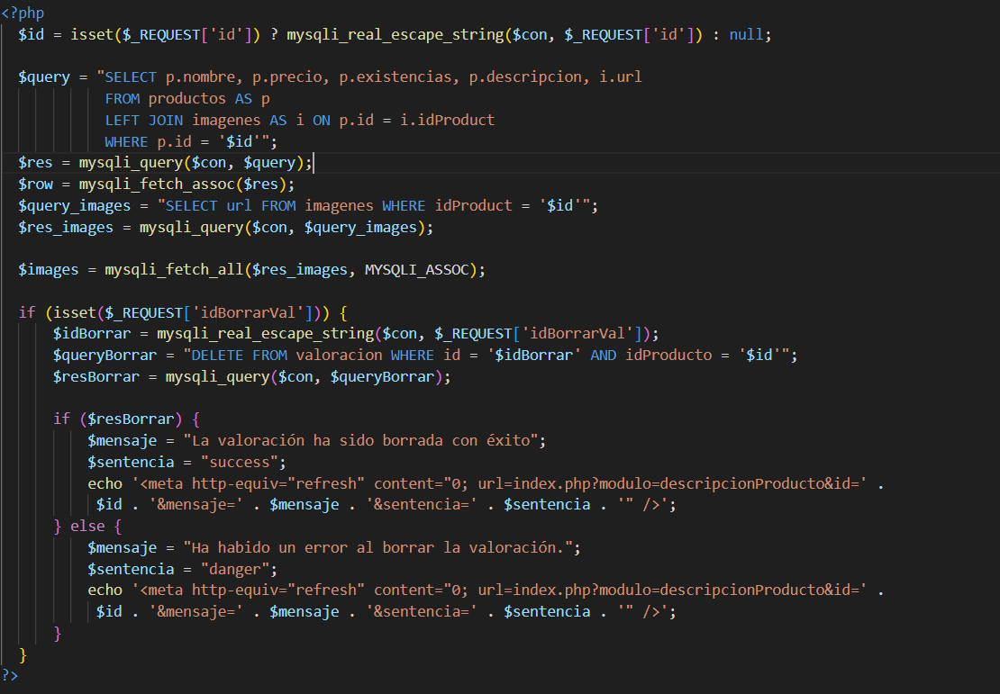 <?php
$id = isset($_REQUEST['id']) ? mysqli_real_escape_string($con, $_REQUEST['id']) : null;
$query = "SELECT p.nombre, p.precio, p.existencias, p.descripcion, i.url
FROM productos AS p
LEFT JOIN imagenes AS i ON p.id = i.idProduct
WHERE p.id = '$id'";
$res = mysqli_query($con, $query);
$row = mysqli_fetch_assoc($res);
$query_images = "SELECT url FROM imagenes WHERE idProduct = '$id'";
$res_images = mysqli_query($con, $query_images);
$images = mysqli_fetch_all($res_images, MYSQLI_ASSOC);
if (isset($_REQUEST['idBorrarVal'])) {
$idBorrar = mysqli_real_escape_string($con, $_REQUEST['idBorrarVal']);
$queryBorrar = "DELETE FROM valoracion WHERE id = '$idBorrar' AND idProducto = '$id'";
$resBorrar = mysqli_query($con, $queryBorrar);
if ($resBorrar) {
$mensaje = "La valoración ha sido borrada con éxito";
$sentencia = "success";
echo '<meta http-equiv="refresh" content="0; url=index.php?modulo=descripcionProducto&id=' .
$id . '&mensaje=' . $mensaje . '&sentencia=' . $sentencia . '" />';
} else {
$mensaje = "Ha habido un error al borrar la valoración.";
$sentencia = "danger";
echo '<meta http-equiv="refresh" content="0; url=index.php?modulo=descripcionProducto&id=' .
$id . '&mensaje=' . $mensaje . '&sentencia=' . $sentencia . '" />';
}
}
?>